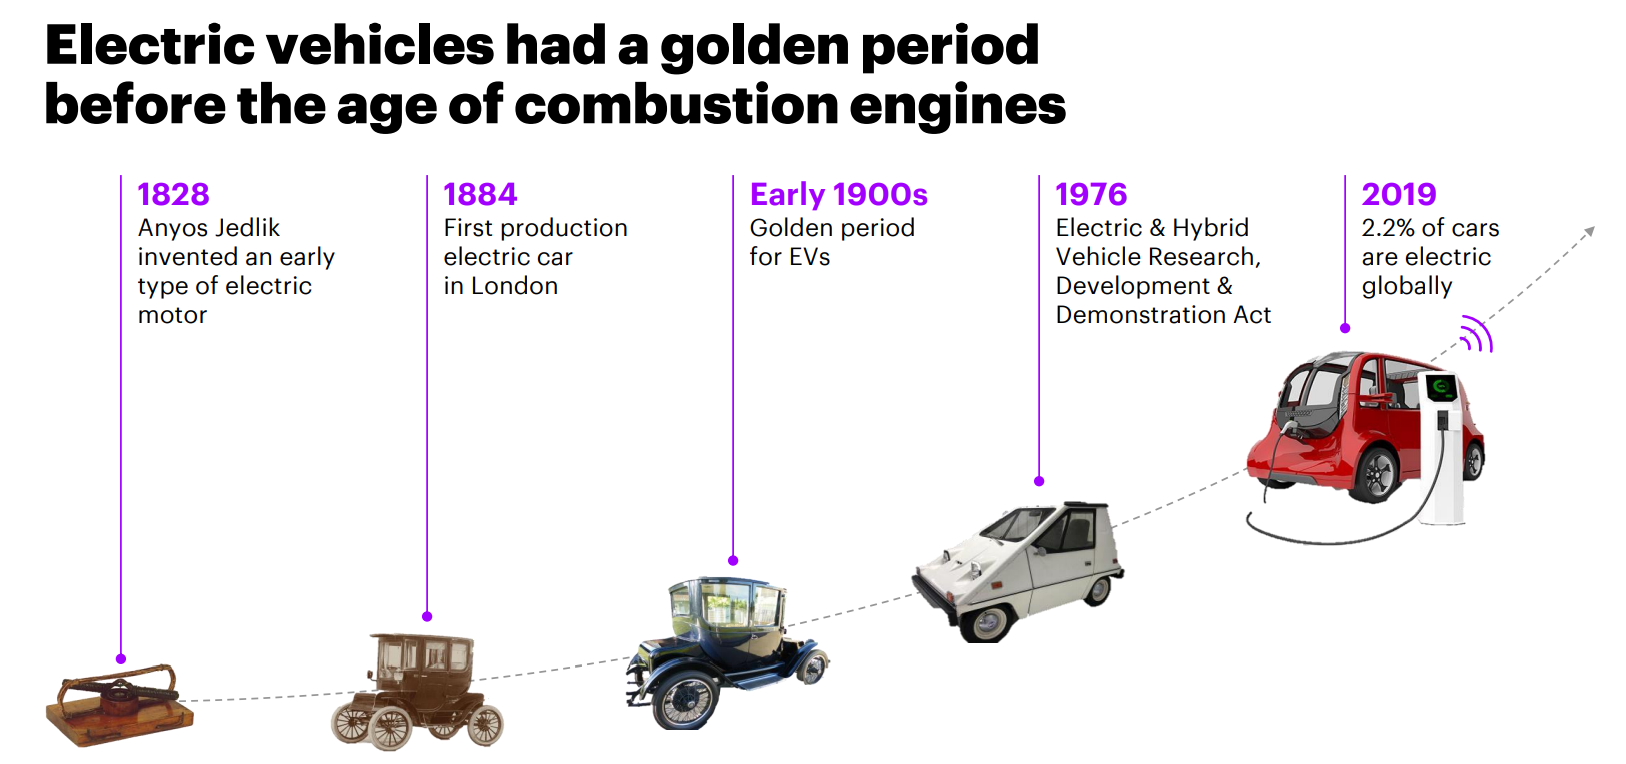 Electric vehicles had a golden period
before the age of combustion engines
1828
Anyos Jedlik
invented an early
type of electric
motor
1884
First production
electric car
in London
Early 1900s
Golden period
for EVs
1976
Electric & Hybrid
Vehicle Research,
Development &
Demonstration Act
2019
2.2% of cars
are electric
globally